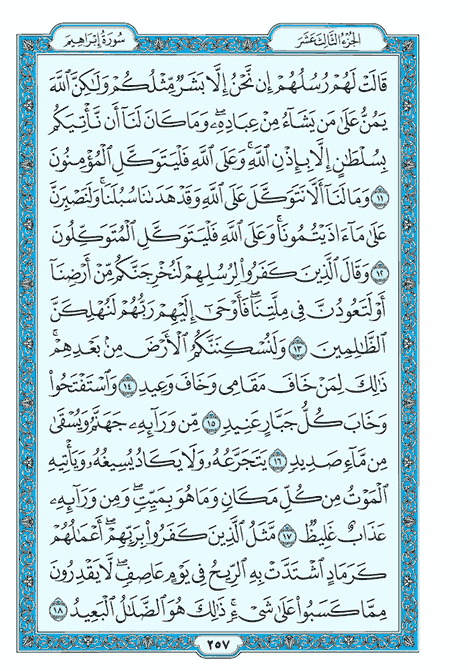 الجزء الثالث عشر
سورة إبراهيم
قَالَتْ لَهُمْ رُسُلُهُمْ إِن نَّحْنُ إِلَّا بَشَرٌ مِّثْلُكُمْ وَلَٰكِنَّ ٱللَّهَ
يَمُنُّ عَلَىٰ مَن يَشَآءُ مِنْ عِبَادِهِۦ ۖ وَمَا كَانَ لَنَآ أَن نَّأْتِيَكُم
بِسُلْطَٰنٍ إِلَّا بِإِذْنِ ٱللَّهِ ۚ وَعَلَى ٱللَّهِ فَلْيَتَوَكَّلِ ٱلْمُؤْمِنُونَ
١١ وَمَا لَنَآ أَلَّا نَتَوَكَّلَ عَلَى ٱللَّهِ وَقَدْ هَدَىٰنَا سُبُلَنَا ۚ وَلَنَصْبِرَنَّ
عَلَىٰ مَآ ءَاذَيْتُمُونَا ۚ وَعَلَى ٱللَّهِ فَلْيَتَوَكَّلِ ٱلْمُتَوَكِّلُونَ
١٢ وَقَالَ ٱلَّذِينَ كَفَرُوا۟ لِرُسُلِهِمْ لَنُخْرِجَنَّكُم مِّنْ أَرْضِنَآ
أَوْ لَتَعُودُنَّ فِى مِلَّتِنَا ۖ فَأَوْحَىٰٓ إِلَيْهِمْ رَبُّهُمْ لَنُهْلِكَنَّ
ٱلظَّٰلِمِينَ ١٣ وَلَنُسْكِنَنَّكُمُ ٱلْأَرْضَ مِنۢ بَعْدِهِمْ ۚ
ذَٰلِكَ لِمَنْ خَافَ مَقَامِى وَخَافَ وَعِيدِ ١٤ وَٱسْتَفْتَحُوا۟
وَخَابَ كُلُّ جَبَّارٍ عَنِيدٍ ١٥ مِّن وَرَآئِهِۦ جَهَنَّمُ وَيُسْقَىٰ
مِن مَّآءٍ صَدِيدٍ ١٦ يَتَجَرَّعُهُۥ وَلَا يَكَادُ يُسِيغُهُۥ وَيَأْتِيهِ
ٱلْمَوْتُ مِن كُلِّ مَكَانٍ وَمَا هُوَ بِمَيِّتٍ ۖ وَمِن وَرَآئِهِۦ
عَذَابٌ غَلِيظٌ ١٧ مَّثَلُ ٱلَّذِينَ كَفَرُوا۟ بِرَبِّهِمْ ۖ أَعْمَٰلُهُمْ
كَرَمَادٍ ٱشْتَدَّتْ بِهِ ٱلرِّيحُ فِى يَوْمٍ عَاصِفٍ ۖ لَّا يَقْدِرُونَ
مِمَّا كَسَبُوا۟ عَلَىٰ شَىْءٍ ۚ ذَٰلِكَ هُوَ ٱلضَّلَٰلُ ٱلْبَعِيدُ ١٨
٢٥٧